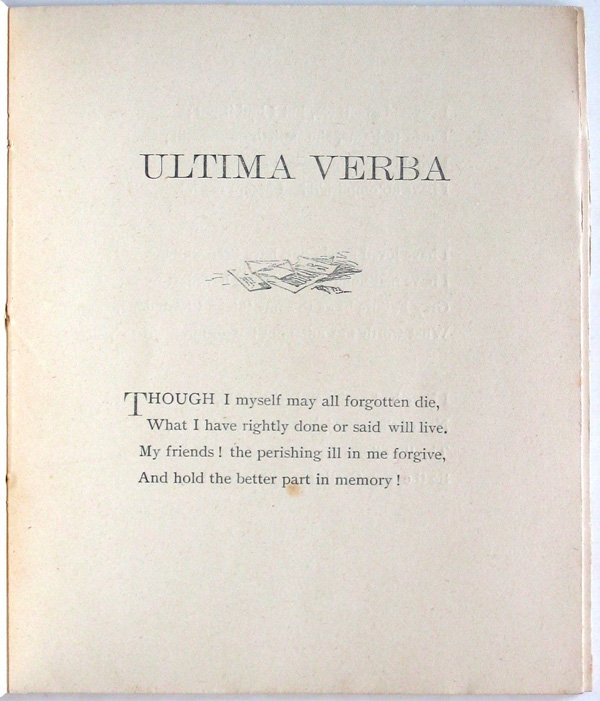 ULTIMA VERBA
THOUGH I myself may all forgotten die,
What I have rightly done or said will live.
My friends! the perishing ill in me forgive,
And hold the better part in memory!